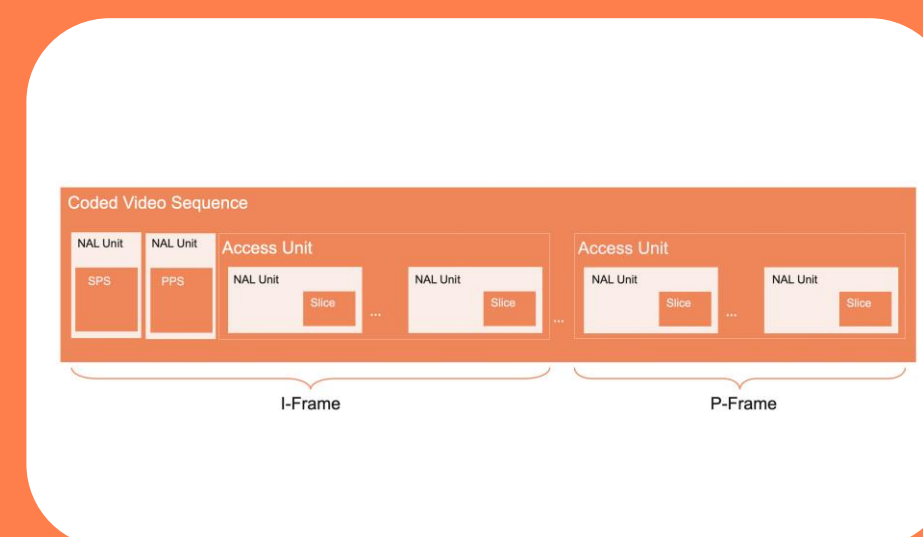 Coded Video Sequence
NAL Unit NAL Unit Access Unit Access Unit
SPS PPS NAL Unit NAL Unit NAL Unit NAL Unit
Slice ... Slice ... Slice ... Slice
I-Frame P-Frame